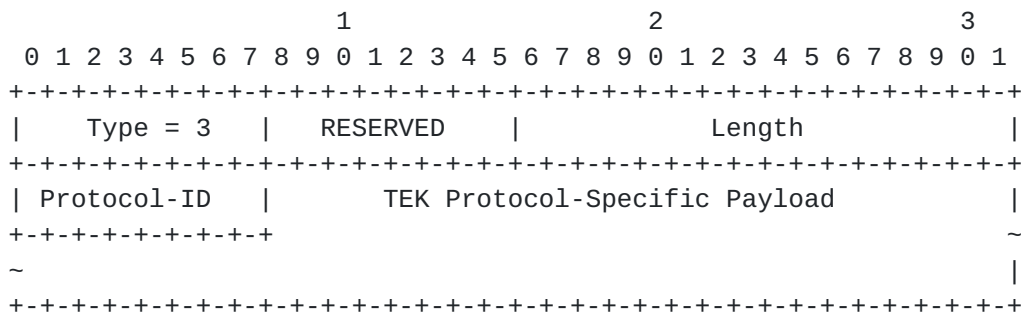 1                   2                   3
 0 1 2 3 4 5 6 7 8 9 0 1 2 3 4 5 6 7 8 9 0 1 2 3 4 5 6 7 8 9 0 1
+-+-+-+-+-+-+-+-+-+-+-+-+-+-+-+-+-+-+-+-+-+-+-+-+-+-+-+-+-+-+-+-+
|    Type = 3   |   RESERVED    |            Length             |
+-+-+-+-+-+-+-+-+-+-+-+-+-+-+-+-+-+-+-+-+-+-+-+-+-+-+-+-+-+-+-+-+
| Protocol-ID   |       TEK Protocol-Specific Payload           |
+-+-+-+-+-+-+-+-+                                               ~
~                                                               |
+-+-+-+-+-+-+-+-+-+-+-+-+-+-+-+-+-+-+-+-+-+-+-+-+-+-+-+-+-+-+-+-+